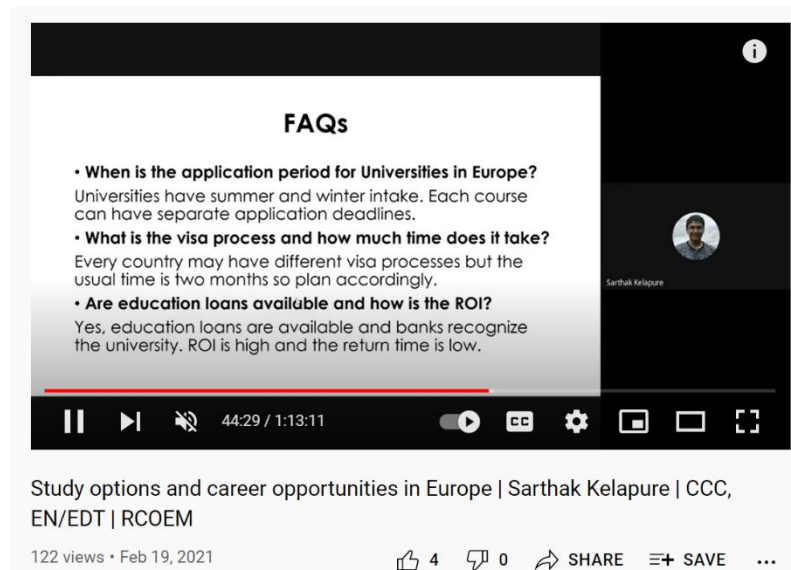 FAQs
• When is the application period for Universities in Europe?
Universities have summer and winter intake. Each course
can have separate application deadlines.
• What is the visa process and how much time does it take?
Every country may have different visa processes but the
usual time is two months so plan accordingly.
• Are education loans available and how is the ROI?
Yes, education loans are available and banks recognize
the university. ROI is high and the return time is low.
Sarthak Kelapure
44:29 / 1:13:11
CC
Study options and career opportunities in Europe | Sarthak Kelapure | CCC,
EN/EDT | RCOEM
122 views • Feb 19, 2021
4 0 SHARE SAVE